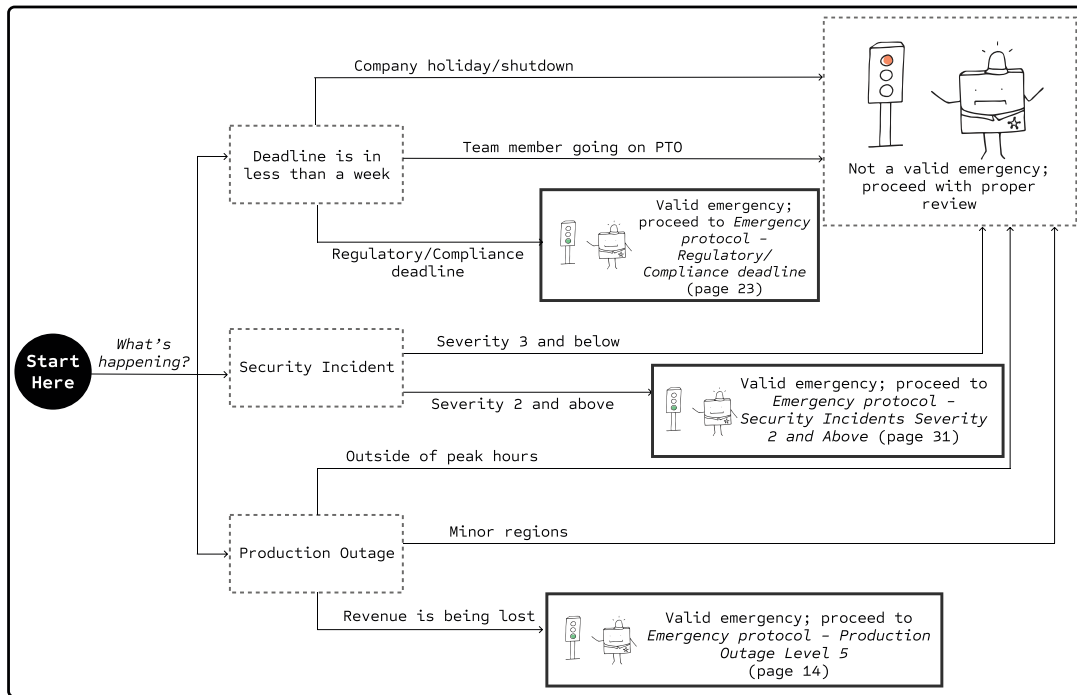 Company holiday/shutdown
Deadline is in
less than a week
Team member going on PTO
Not a valid emergency;
proceed with proper
review
Regulatory/Compliance
deadline
Valid emergency;
proceed to Emergency
protocol –
Regulatory/
Compliance deadline
(page 23)
Start
Here
What's
happening?
Security Incident
Severity 3 and below
Severity 2 and above
Valid emergency; proceed to
Emergency protocol –
Security Incidents Severity
2 and Above (page 31)
Outside of peak hours
Production Outage
Minor regions
Revenue is being lost
Valid emergency; proceed to
Emergency protocol – Production
Outage Level 5
(page 14)